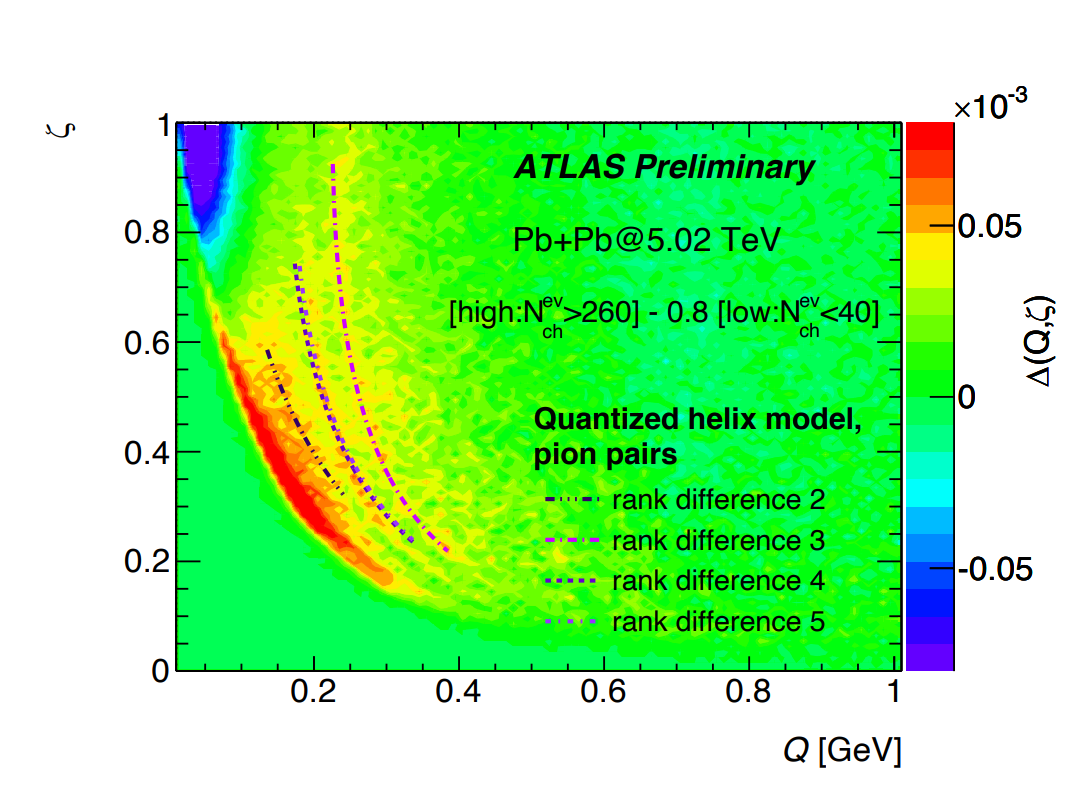 ×10-3
ζ
1
0.8
0.6
0.4
0.2
0
ATLAS Preliminary
Pb+Pb@5.02 TeV
[high:Nevch>260] - 0.8 [low:Nevch<40]
Quantized helix model,
pion pairs
rank difference 2
rank difference 3
rank difference 4
rank difference 5
0.05
0
-0.05
Δ(Q,ζ)
0.2 0.4 0.6 0.8 1
Q [GeV]